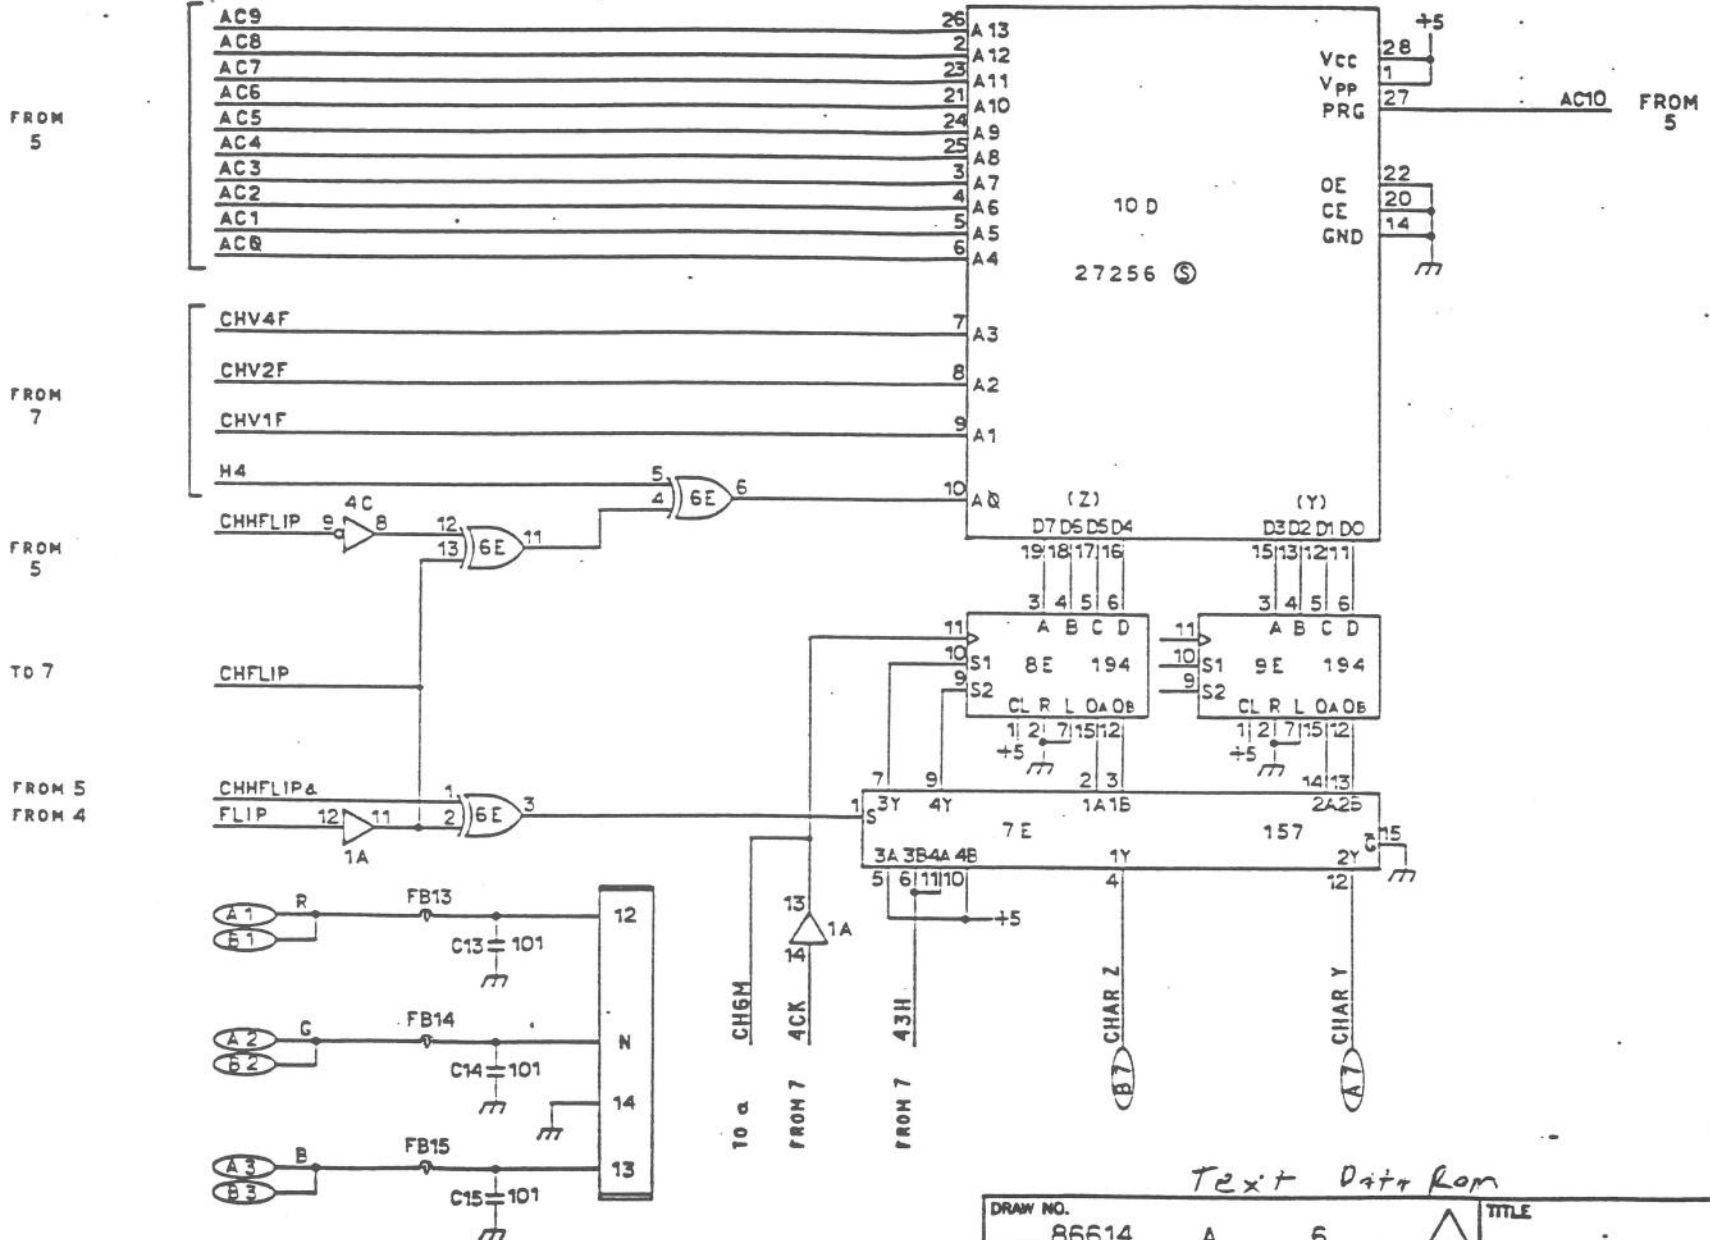 AC9 26 A13 +5
AC8 2 A12 Vcc 28
AC7 23 A11 Vpp 1
AC6 21 A10 PRG 27 AC10 FROM 5
FROM 5
AC5 24 A9
AC4 25 A8
AC3 3 A7 OE 22
AC2 4 A6 10D CE 20
AC1 5 A5 GND 14
AC0 6 A4
27256 S
CHV4F 7 A3
CHV2F 8 A2
FROM 7
CHV1F 9 A1
H4 5 4 6E 6 10 A0
(Z) (Y)
4C
CHHFLIP 9 8 12 13 6E 11
D7 D6 D5 D4 D3 D2 D1 D0
FROM 5
19 18 17 16 15 13 12 11
3 4 5 6 3 4 5 6
11 A B C D 11 A B C D
10 S1 8E 194 10 S1 9E 194
9 S2 9 S2
TO 7 CHFLIP
CL R L QA QB CL R L QA QB
1 2 7 15 12 1 2 7 15 12
+5 +5
FROM 5 CHHFLIPa 1 6E 3
FROM 4 FLIP 12 11 2
1A
7 9 2 3 14 13
1 S 3Y 4Y 1A 1B 2A 2B
7E 157 G 15
3A 3B 4A 4B 1Y 2Y
5 6 11 10 4 12
+5
A1 R FB13 12
B1 C13 101
13 1A
14
A2 G FB14 N
B2 C14 101
14
A3 B FB15 13
B3 C15 101
CH6M 4CK 43H CHAR Z CHAR Y
TO a FROM 7 FROM 7 B7 A7
Text Data Rom
DRAW NO. TITLE
86614 A 6